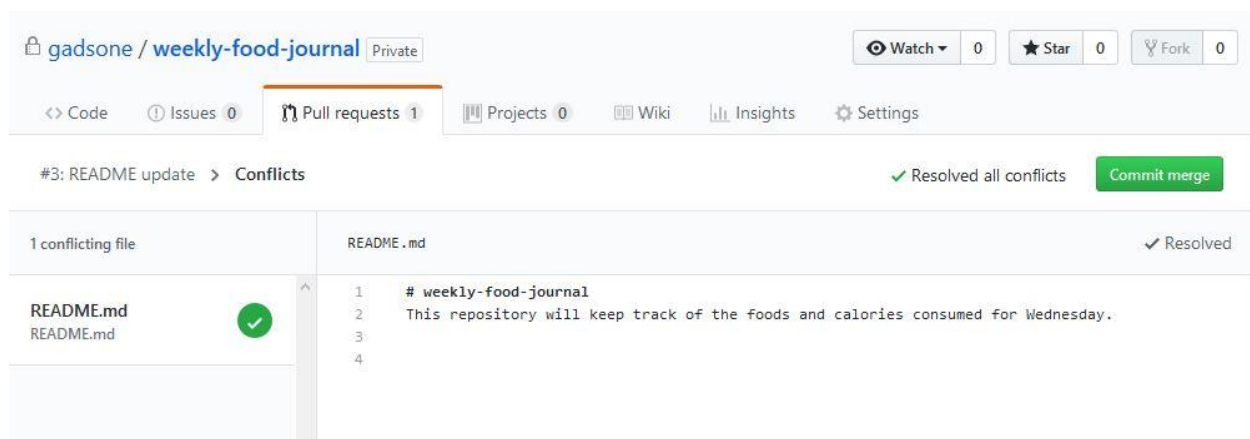 gadsone / weekly-food-journal Private Watch 0 Star 0 Fork 0
<> Code Issues 0 Pull requests 1 Projects 0 Wiki Insights Settings
#3: README update > Conflicts Resolved all conflicts Commit merge
1 conflicting file README.md Resolved
README.md
README.md
1 # weekly-food-journal
2 This repository will keep track of the foods and calories consumed for Wednesday.
3
4